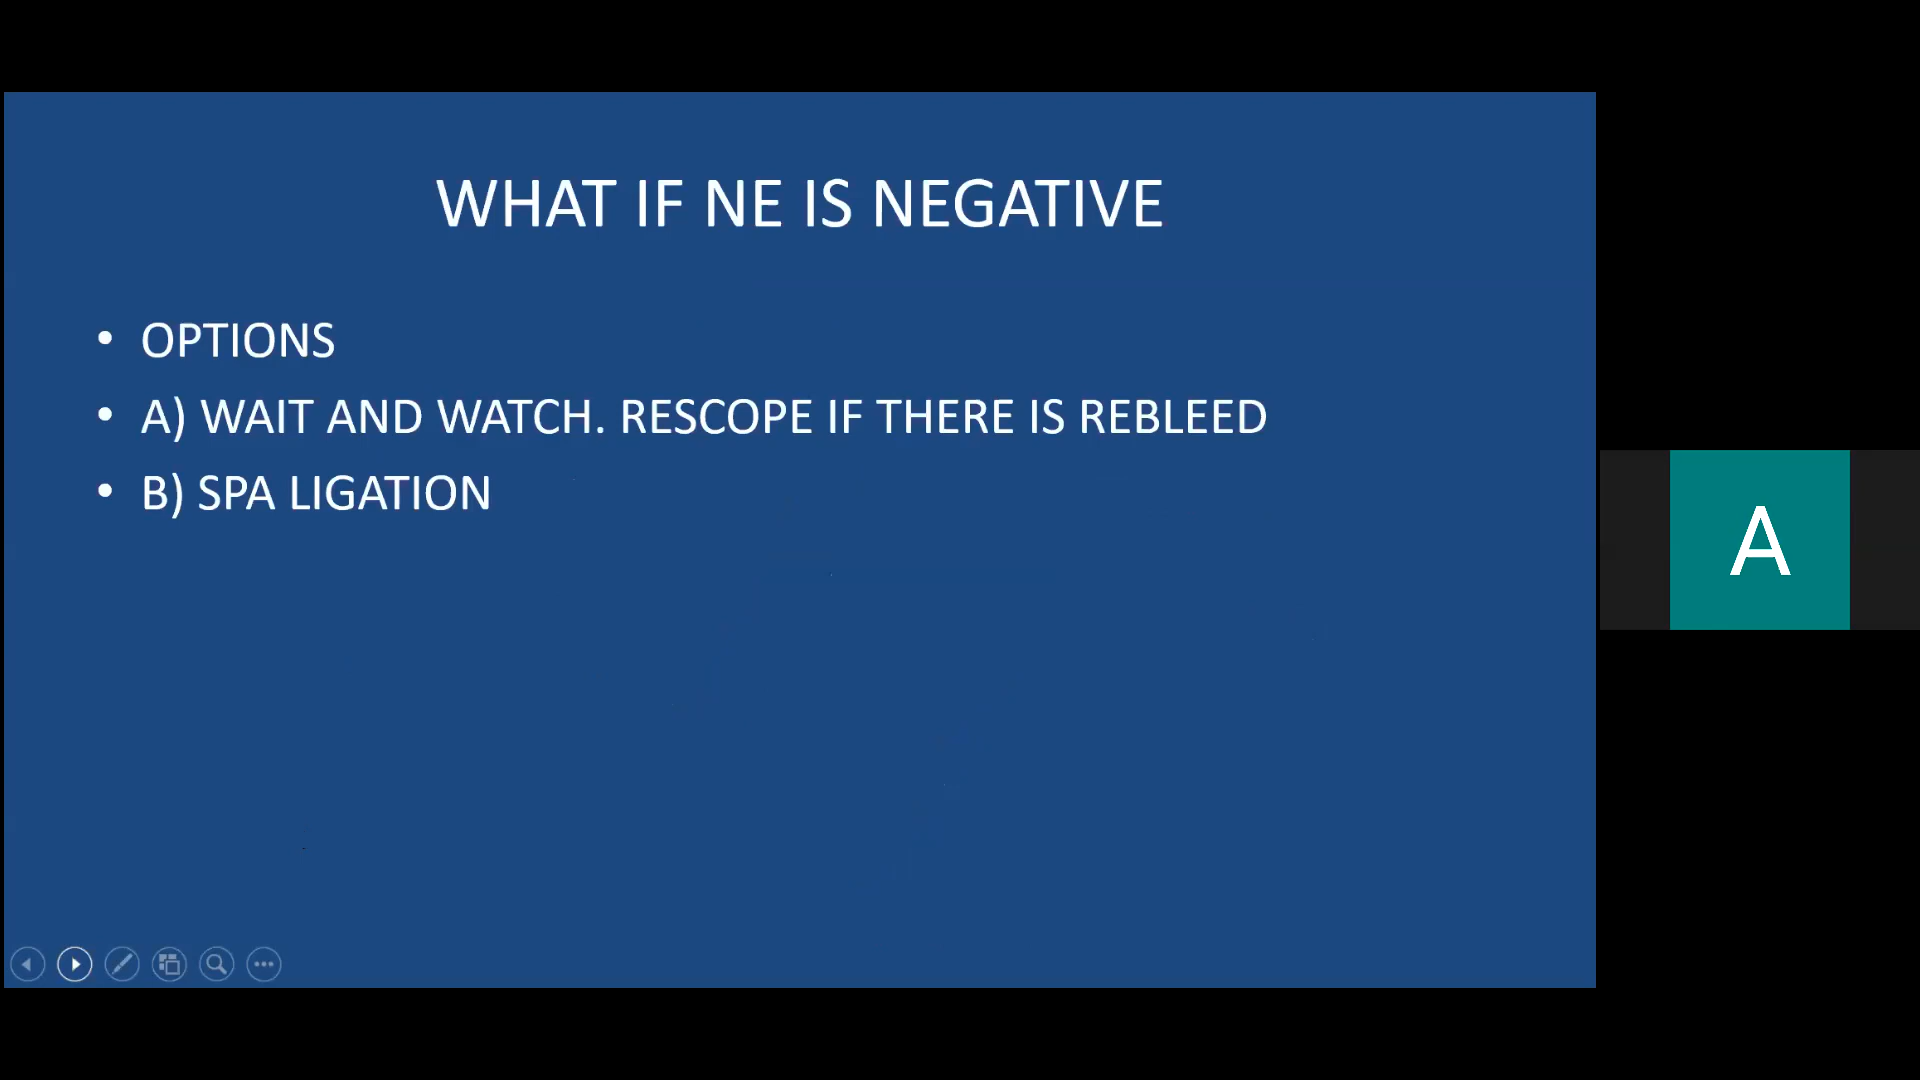 WHAT IF NE IS NEGATIVE
• OPTIONS
• A) WAIT AND WATCH. RESCOPE IF THERE IS REBLEED
• B) SPA LIGATION
A